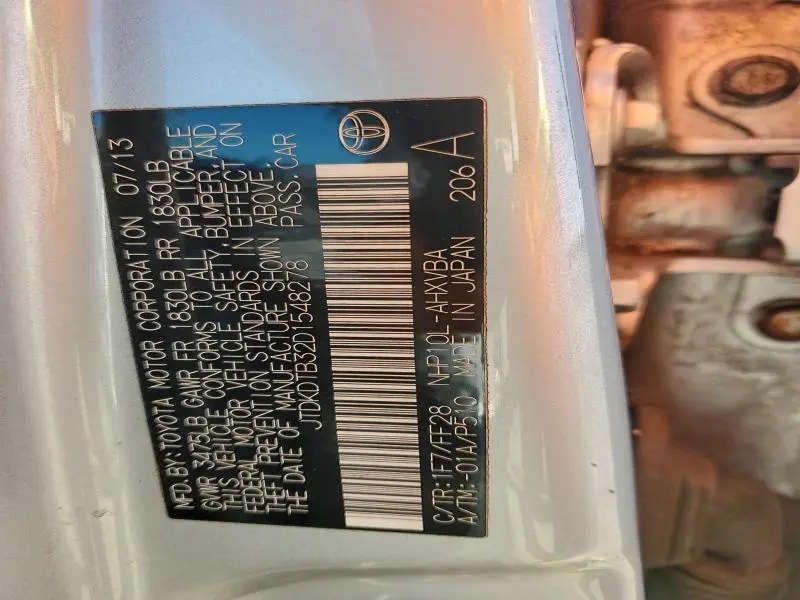 MFD.BY:TOYOTA MOTOR CORPORATION 07/13
GVWR 3475LB GAWR FR 1830LB RR 1830LB
THIS VEHICLE CONFORMS TO ALL APPLICABLE
FEDERAL MOTOR VEHICLE SAFETY,BUMPER,AND
THEFT PREVENTION STANDARDS IN EFFECT ON
THE DATE OF MANUFACTURE SHOWN ABOVE.
JTDKDTB32D1548278 PASS.CAR
C/TR:1F7/FF28 NHP10L-AHXVBA
A/TM:-01A/P510 MADE IN JAPAN 206A